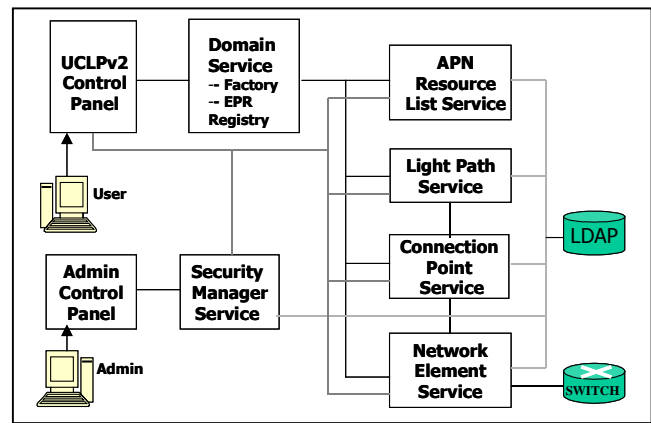 UCLPv2
Control
Panel
Domain
Service
-- Factory
-- EPR
Registry
APN
Resource
List Service
User
Light Path
Service
LDAP
Admin
Control
Panel
Security
Manager
Service
Connection
Point
Service
Admin
Network
Element
Service
SWITCH